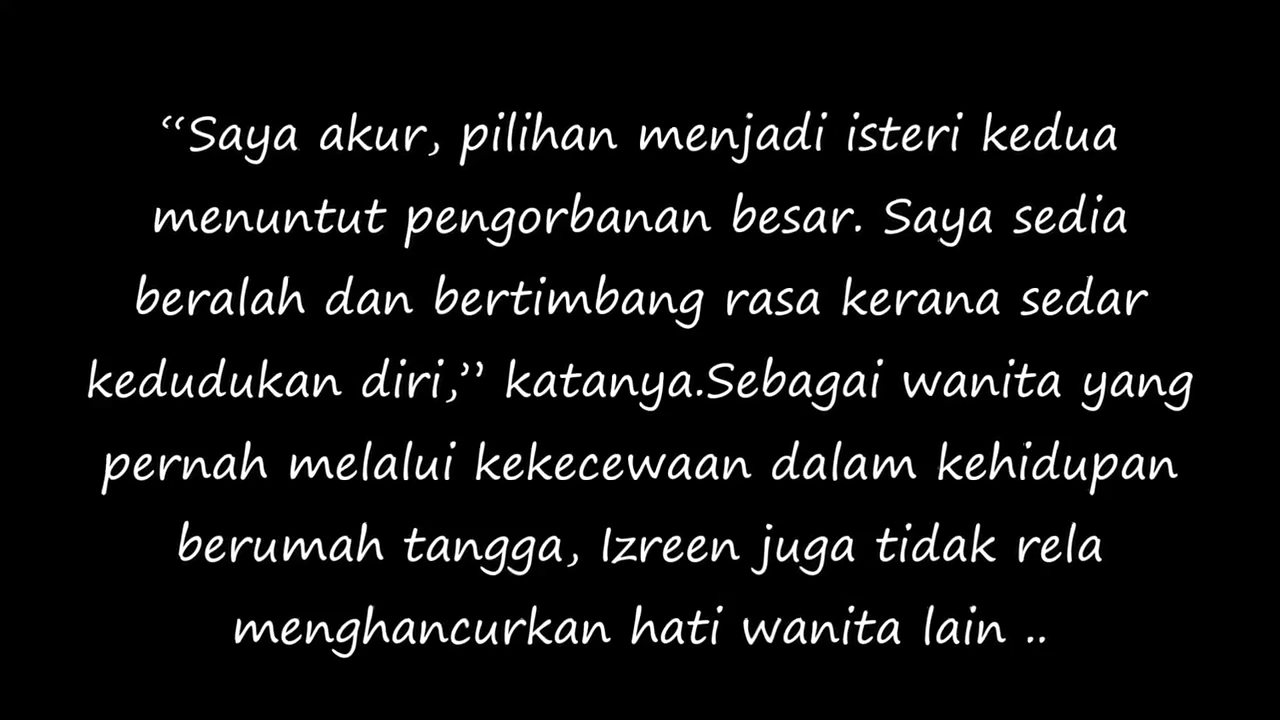 “Saya akur, pilihan menjadi isteri kedua
menuntut pengorbanan besar. Saya sedia
beralah dan bertimbang rasa kerana sedar
kedudukan diri,” katanya.Sebagai wanita yang
pernah melalui kekecewaan dalam kehidupan
berumah tangga, Izreen juga tidak rela
menghancurkan hati wanita lain ..